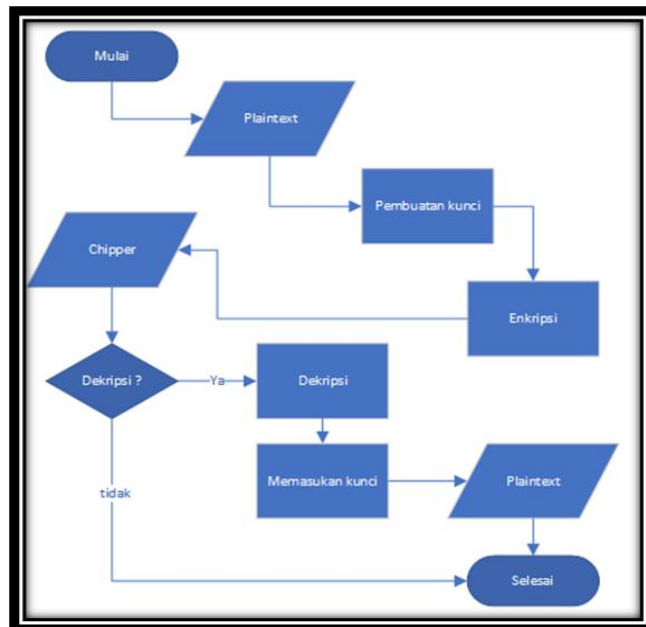 Mulai
Plaintext
Pembuatan kunci
Enkripsi
Chipper
Dekripsi ?
Ya
Dekripsi
Memasukan kunci
Plaintext
tidak
Selesai